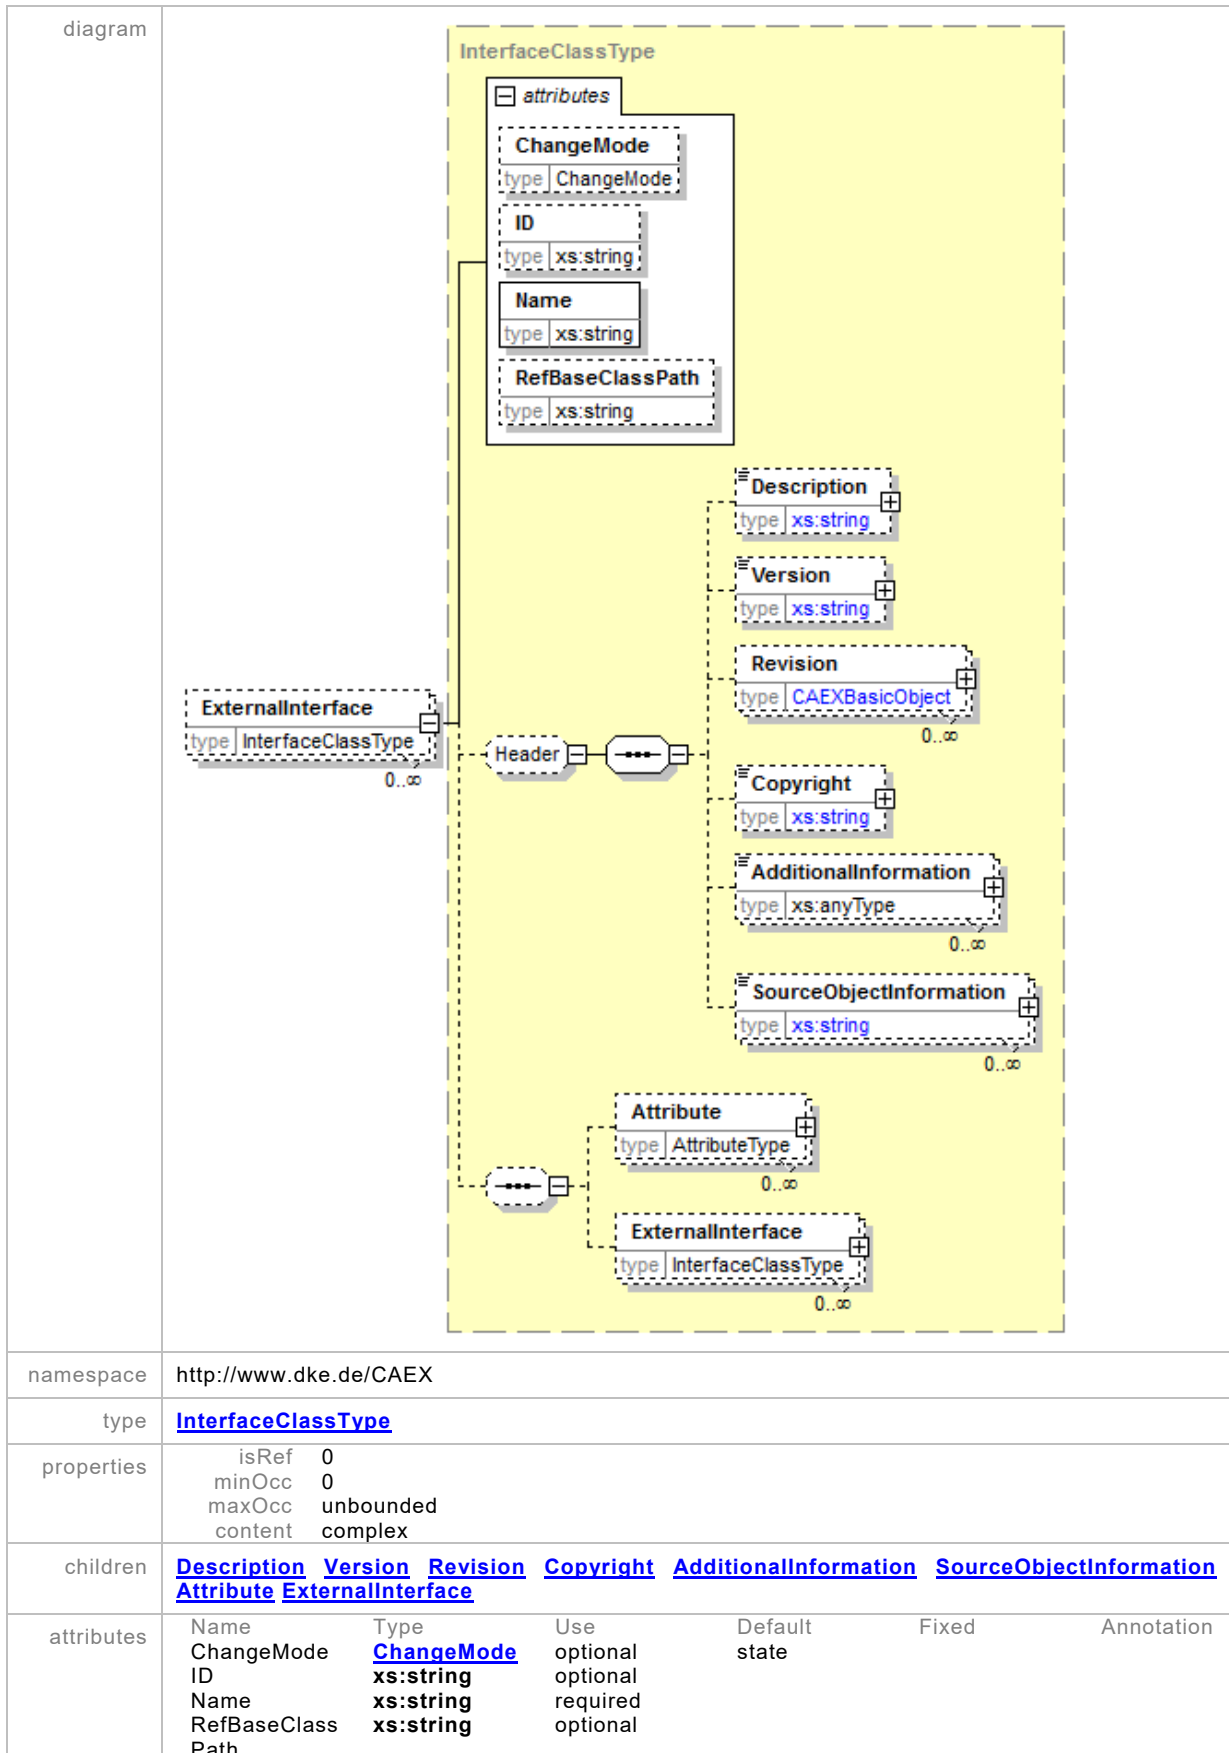 diagram
InterfaceClassType
attributes
ChangeMode
type ChangeMode
ID
type xs:string
Name
type xs:string
RefBaseClassPath
type xs:string
Description
type xs:string
Version
type xs:string
Revision
type CAEXBasicObject
0..∞
ExternalInterface
type InterfaceClassType
0..∞
Header
Copyright
type xs:string
AdditionalInformation
type xs:anyType
0..∞
SourceObjectInformation
type xs:string
0..∞
Attribute
type AttributeType
0..∞
ExternalInterface
type InterfaceClassType
0..∞
namespace http://www.dke.de/CAEX
type InterfaceClassType
properties isRef 0
minOcc 0
maxOcc unbounded
content complex
children Description Version Revision Copyright AdditionalInformation SourceObjectInformation
Attribute ExternalInterface
attributes Name Type Use Default Fixed Annotation
ChangeMode ChangeMode optional state
ID xs:string optional
Name xs:string required
RefBaseClass xs:string optional
Path